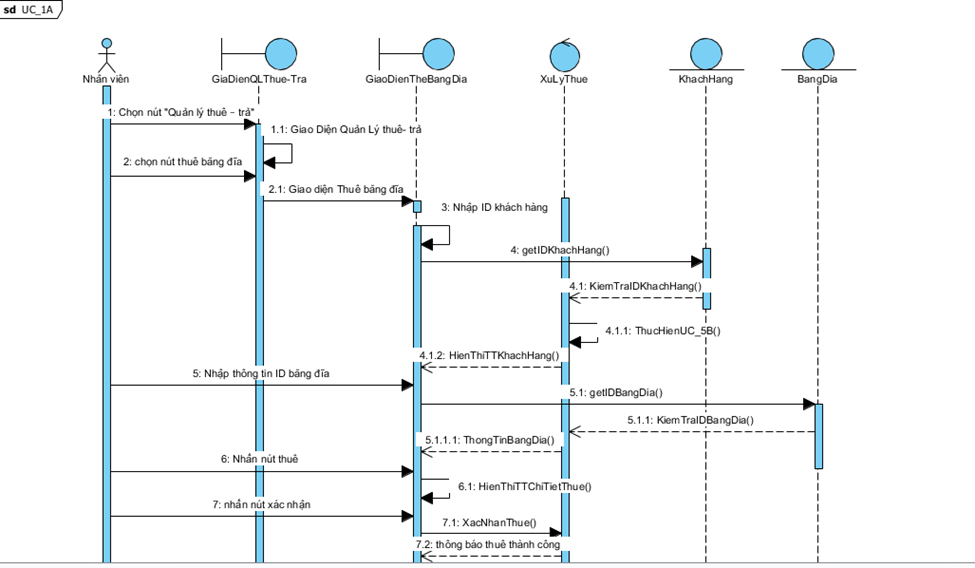 sd UC_1A
Nhân viên
GiaDienQLThue-Tra
GiaoDienTheBangDia
XuLyThue
KhachHang
BangDia
1: Chọn nút "Quản lý thuê - trả"
1.1: Giao Diện Quản Lý thuê- trả
2: chọn nút thuê băng đĩa
2.1: Giao diện Thuê băng đĩa
3: Nhập ID khách hàng
4: getIDKhachHang()
4.1: KiemTraIDKhachHang()
4.1.1: ThucHienUC_5B()
4.1.2: HienThiTTKhachHang()
5: Nhập thông tin ID băng đĩa
5.1: getIDBangDia()
5.1.1: KiemTraIDBangDia()
5.1.1.1: ThongTinBangDia()
6: Nhấn nút thuê
6.1: HienThiTTChiTietThue()
7: nhấn nút xác nhận
7.1: XacNhanThue()
7.2: thông báo thuê thành công